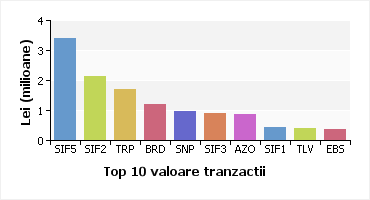 Lei (milioane)
4
3
2
1
0
SIF5 SIF2 TRP BRD SNP SIF3 AZO SIF1 TLV EBS
Top 10 valoare tranzactii